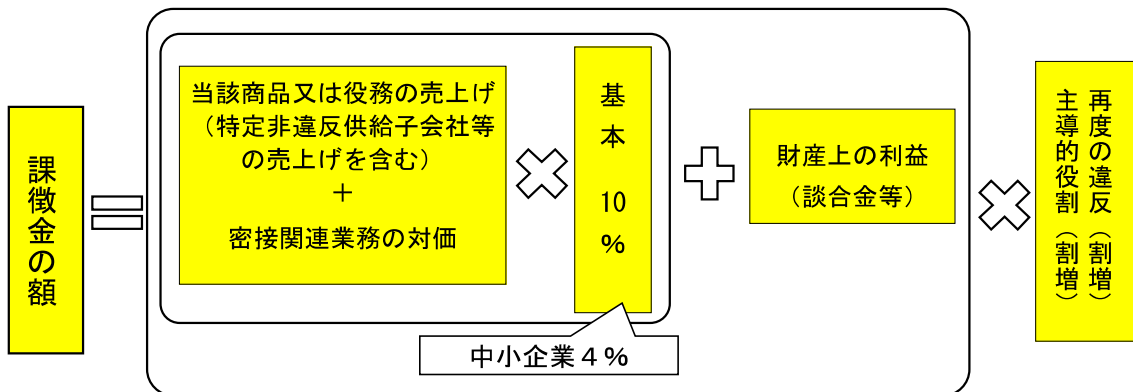 課徴金の額
当該商品又は役務の売上げ
（特定非違反供給子会社等
の売上げを含む）
＋
密接関連業務の対価
基本　10％
中小企業４％
財産上の利益
（談合金等）
再度の違反（割増）
主導的役割（割増）